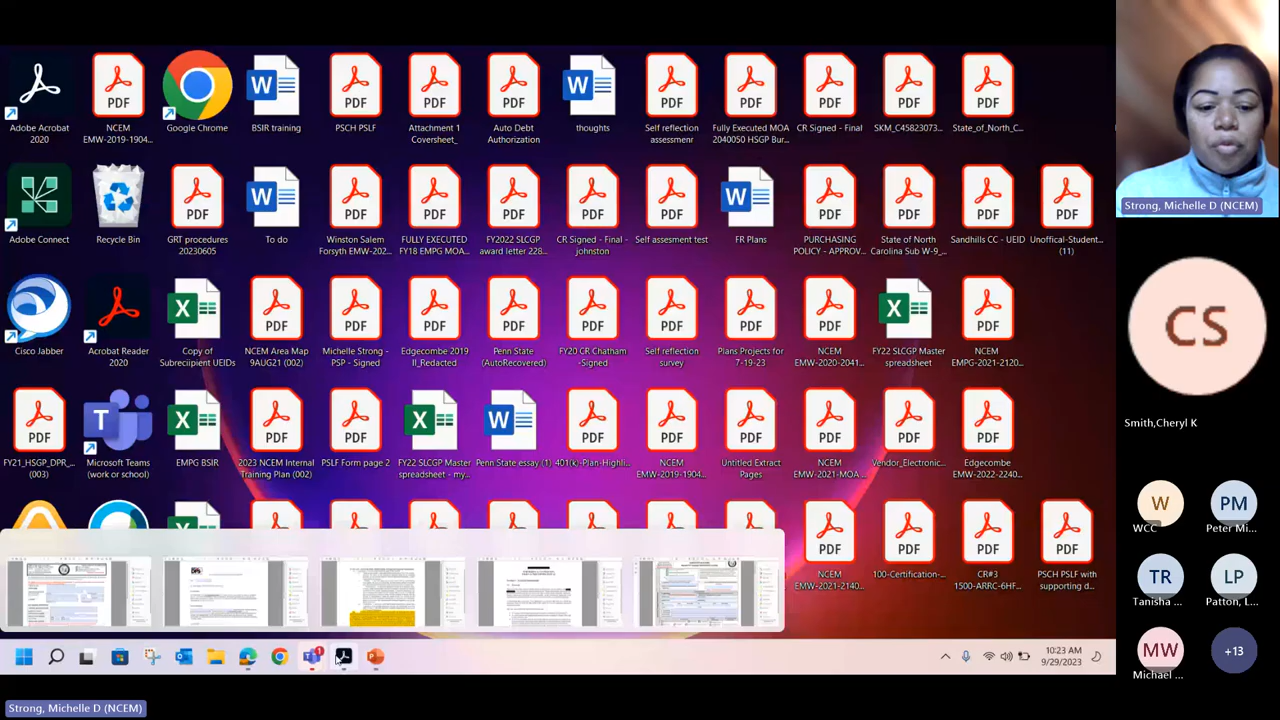 Adobe Acrobat
2020
NCEM
EMW-2019-1904...
Google Chrome
BSIR training
PSCH PSLF
Attachment 1
Coversheet_
Auto Debt
Authorization
thoughts
Self reflection
assessment
Fully Executed MOA
2040050 HSGP Bur...
CR Signed - Final
SKM_C45823073...
State_of_North_C...
Adobe Connect
Recycle Bin
GRT procedures
20230605
To do
Winston Salem
Forsyth EMW-202...
FULLY EXECUTED
FY18 EMPG MOA...
FY2022 SLCGP
award letter 228...
CR Signed - Final -
johnston
Self assesment test
FR Plans
PURCHASING
POLICY - APPROV...
State of North
Carolina Sub W-9_...
Sandhills CC - UEID
Unoffical-Student...
(11)
Cisco Jabber
Acrobat Reader
2020
Copy of
Subreciipient UEIDs
NCEM Area Map
9AUG21 (002)
Michelle Strong -
PSP - Signed
Edgecombe 2019
II_Redacted
Penn State
(AutoRecovered)
FY20 CR Chatham
-Signed
Self reflection
survey
Plans Projects for
7-19-23
NCEM
EMW-2020-2041...
FY22 SLCGP Master
spreadsheet
NCEM
EMPG-2021-2120...
FY21_HSGP_DPR_...
(003)
Microsoft Teams
(work or school)
EMPG BSIR
2023 NCEM Internal
Training Plan (002)
PSLF Form page 2
FY22 SLCGP Master
spreadsheet - my...
Penn State essay (1)
401(k)-Plan-Highli...
NCEM
EMW-2019-1904...
Untitled Extract
Pages
NCEM
EMW-2021-MOA...
Vendor_Electronic...
Edgecombe
EMW-2022-2240...
NCEM
EMW-2021-2140...
100-Certification-...
CR#3
1500-ARRC-6HF...
PSCH PSLF with
supporting d...
10:23 AM
9/29/2023
Strong, Michelle D (NCEM)
Strong, Michelle D (NCEM)
CS
Smith,Cheryl K
W
WCC
PM
Peter Mi...
TR
Tanisha ...
LP
Patton, L...
MW
Michael ...
+13